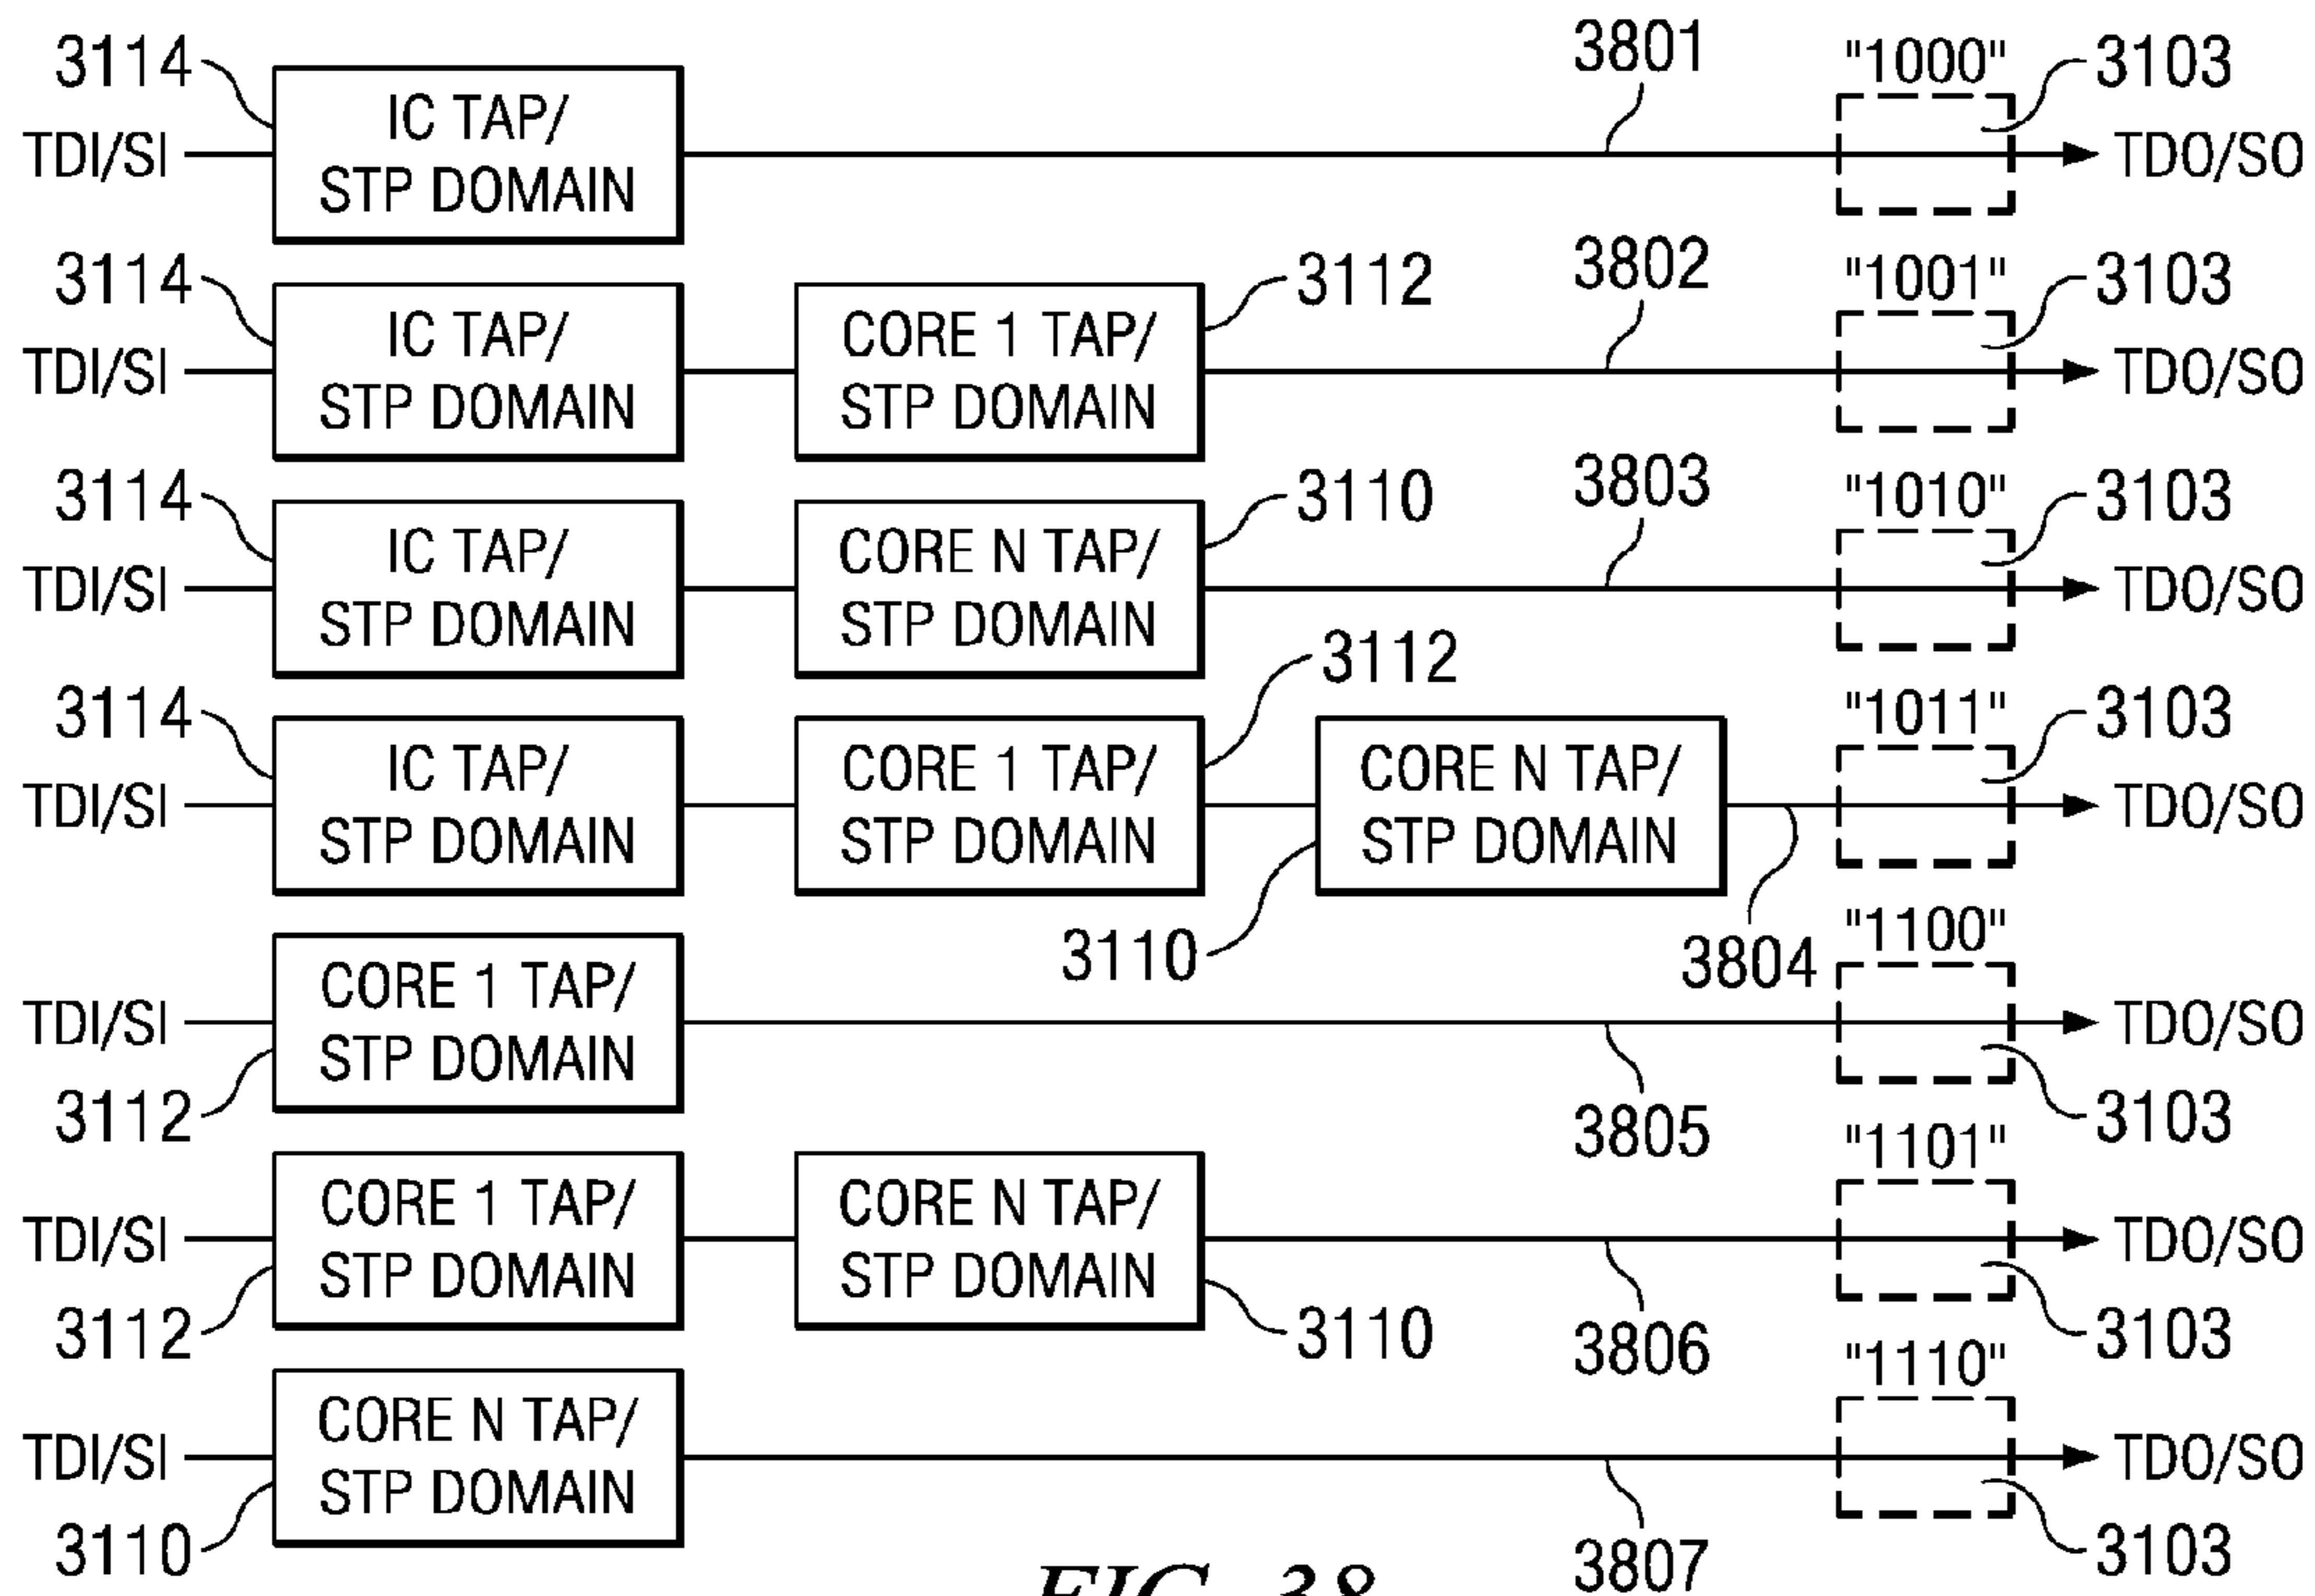 3114
IC TAP/
STP DOMAIN
TDI/SI
3801
"1000"
3103
TDO/SO
3114
IC TAP/
STP DOMAIN
TDI/SI
CORE 1 TAP/
STP DOMAIN
3112
3802
"1001"
3103
TDO/SO
3114
IC TAP/
STP DOMAIN
TDI/SI
CORE N TAP/
STP DOMAIN
3110
3803
"1010"
3103
TDO/SO
3114
IC TAP/
STP DOMAIN
TDI/SI
CORE 1 TAP/
STP DOMAIN
3112
CORE N TAP/
STP DOMAIN
3110
3804
"1011"
3103
TDO/SO
CORE 1 TAP/
STP DOMAIN
TDI/SI
3112
3805
"1100"
3103
TDO/SO
CORE 1 TAP/
STP DOMAIN
TDI/SI
3112
CORE N TAP/
STP DOMAIN
3110
3806
"1101"
3103
TDO/SO
CORE N TAP/
STP DOMAIN
TDI/SI
3110
3807
"1110"
3103
TDO/SO
FIG. 38